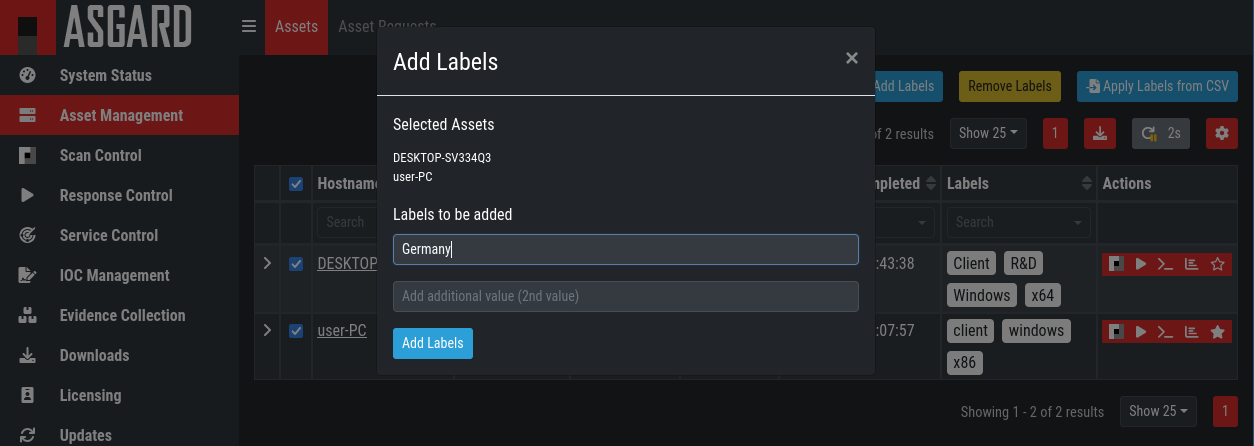 ASGARD
Assets
Asset Requests
System Status
Asset Management
Scan Control
Response Control
Service Control
IOC Management
Evidence Collection
Downloads
Licensing
Updates
Add Labels
×
Selected Assets
DESKTOP-SV334Q3
user-PC
Labels to be added
Germany
Add additional value (2nd value)
Add Labels
Add Labels
Remove Labels
Apply Labels from CSV
of 2 results
Show 25
1
2s
Hostname
Labels
Actions
Search
Search
DESKTOP
:43:38
Client
R&D
Windows
x64
user-PC
:07:57
client
windows
x86
Showing 1 - 2 of 2 results
Show 25
1